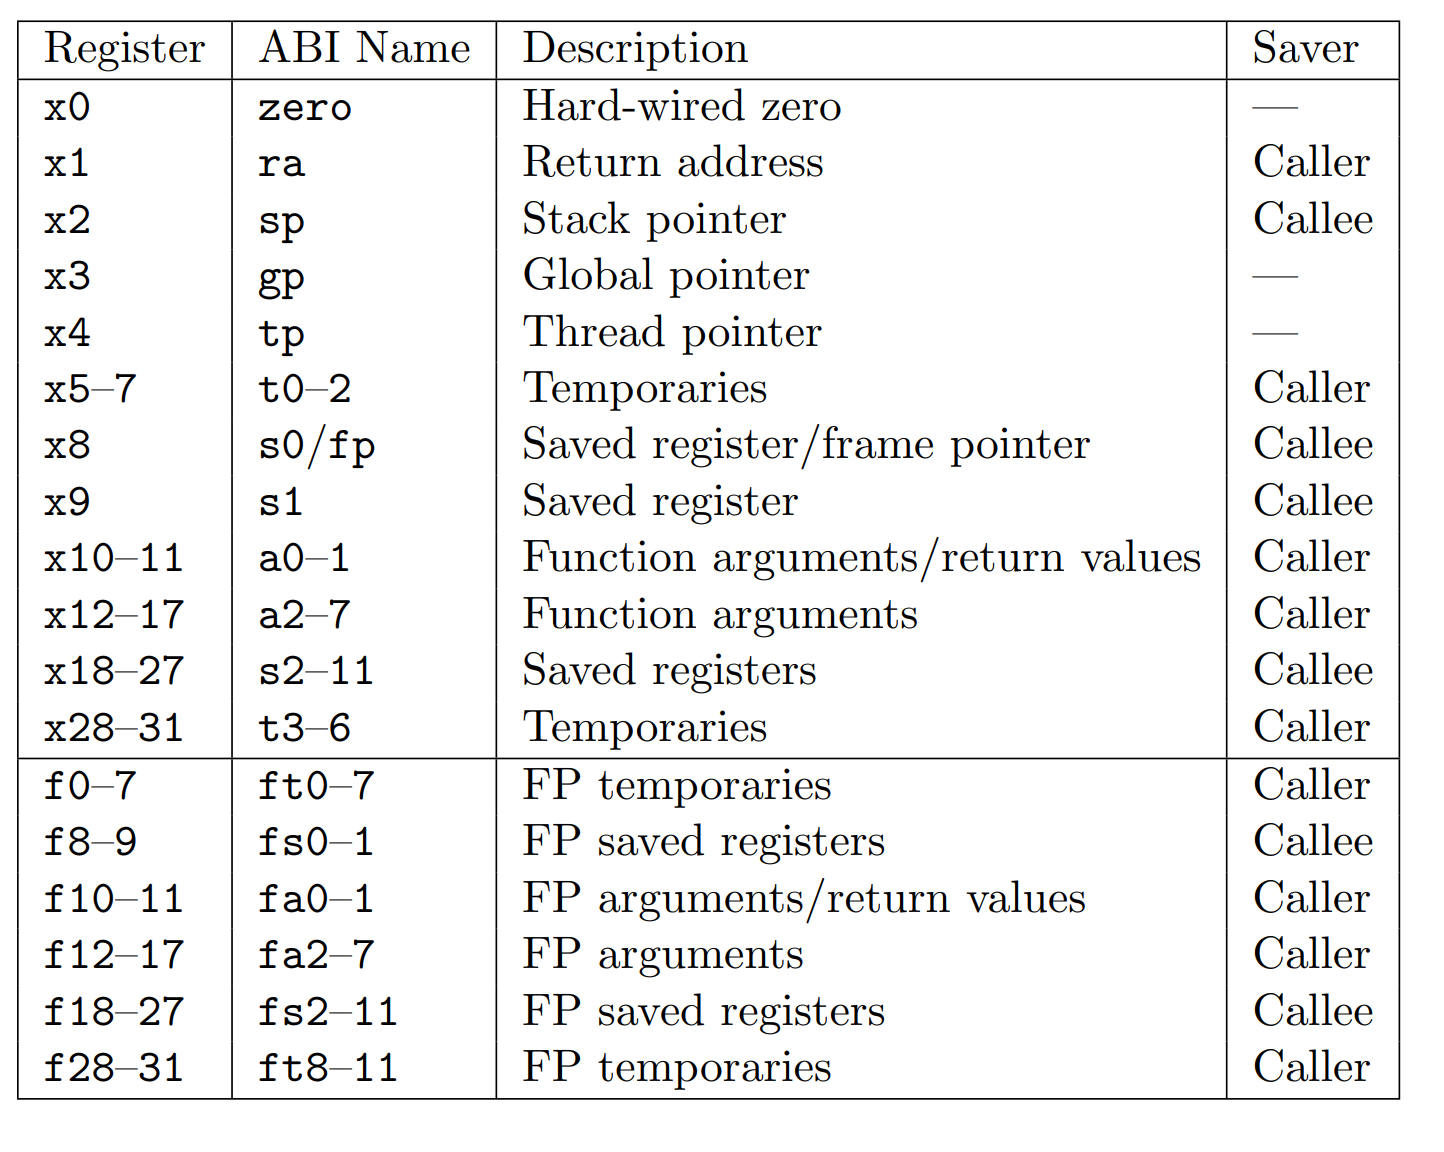 Register ABI Name Description Saver
x0 zero Hard-wired zero —
x1 ra Return address Caller
x2 sp Stack pointer Callee
x3 gp Global pointer —
x4 tp Thread pointer —
x5–7 t0–2 Temporaries Caller
x8 s0/fp Saved register/frame pointer Callee
x9 s1 Saved register Callee
x10–11 a0–1 Function arguments/return values Caller
x12–17 a2–7 Function arguments Caller
x18–27 s2–11 Saved registers Callee
x28–31 t3–6 Temporaries Caller
f0–7 ft0–7 FP temporaries Caller
f8–9 fs0–1 FP saved registers Callee
f10–11 fa0–1 FP arguments/return values Caller
f12–17 fa2–7 FP arguments Caller
f18–27 fs2–11 FP saved registers Callee
f28–31 ft8–11 FP temporaries Caller